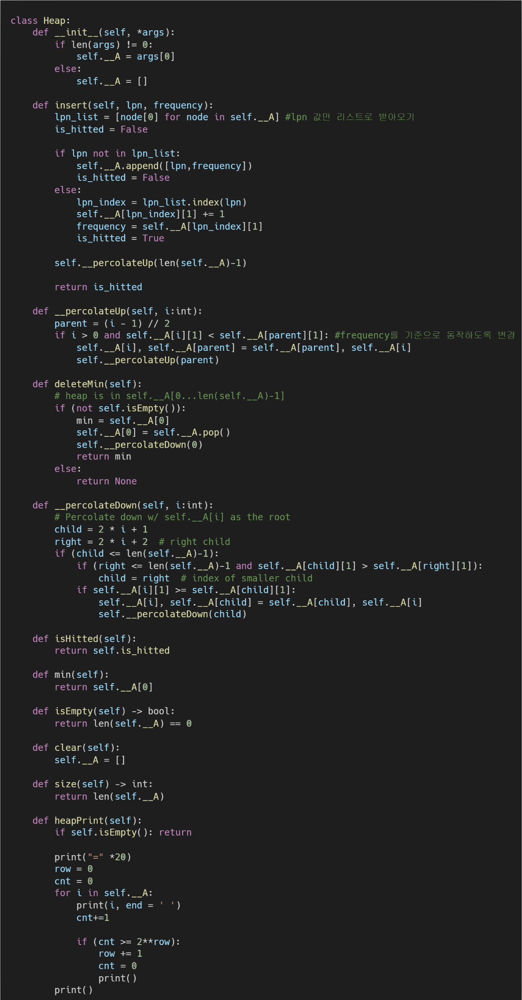 class Heap:
    def __init__(self, *args):
        if len(args) != 0:
            self.__A = args[0]
        else:
            self.__A = []

    def insert(self, lpn, frequency):
        lpn_list = [node[0] for node in self.__A] #lpn 값만 리스트로 받아오기
        is_hitted = False

        if lpn not in lpn_list:
            self.__A.append([lpn,frequency])
            is_hitted = False
        else:
            lpn_index = lpn_list.index(lpn)
            self.__A[lpn_index][1] += 1
            frequency = self.__A[lpn_index][1]
            is_hitted = True

        self.__percolateUp(len(self.__A)-1)

        return is_hitted

    def __percolateUp(self, i:int):
        parent = (i - 1) // 2
        if i > 0 and self.__A[i][1] < self.__A[parent][1]: #frequency를 기준으로 동작하도록 변경
            self.__A[i], self.__A[parent] = self.__A[parent], self.__A[i]
            self.__percolateUp(parent)

    def deleteMin(self):
        # heap is in self.__A[0...len(self.__A)-1]
        if (not self.isEmpty()):
            min = self.__A[0]
            self.__A[0] = self.__A.pop()
            self.__percolateDown(0)
            return min
        else:
            return None

    def __percolateDown(self, i:int):
        # Percolate down w/ self.__A[i] as the root
        child = 2 * i + 1
        right = 2 * i + 2  # right child
        if (child <= len(self.__A)-1):
            if (right <= len(self.__A)-1 and self.__A[child][1] > self.__A[right][1]):
                child = right  # index of smaller child
            if self.__A[i][1] >= self.__A[child][1]:
                self.__A[i], self.__A[child] = self.__A[child], self.__A[i]
                self.__percolateDown(child)

    def isHitted(self):
        return self.is_hitted

    def min(self):
        return self.__A[0]

    def isEmpty(self) -> bool:
        return len(self.__A) == 0

    def clear(self):
        self.__A = []

    def size(self) -> int:
        return len(self.__A)

    def heapPrint(self):
        if self.isEmpty(): return

        print("=" *20)
        row = 0
        cnt = 0
        for i in self.__A:
            print(i, end = ' ')
            cnt+=1

            if (cnt >= 2**row):
                row += 1
                cnt = 0
                print()
        print()